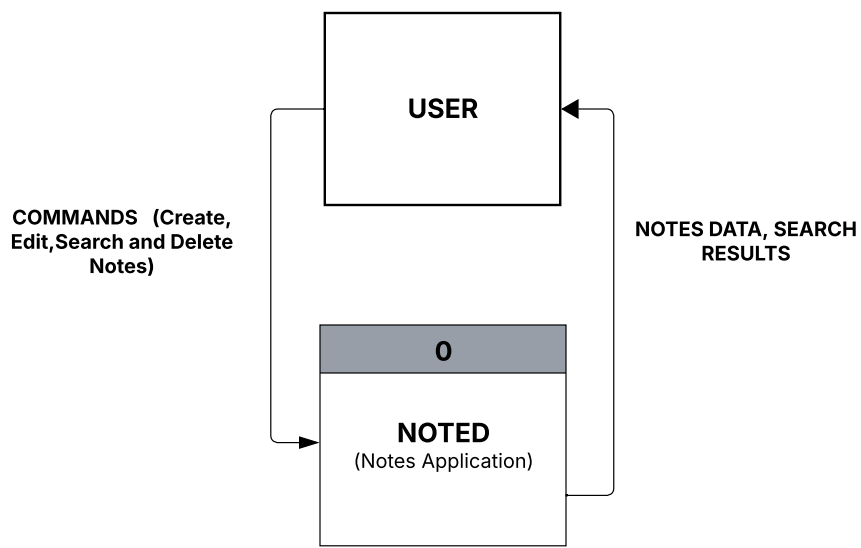 USER
COMMANDS (Create,
Edit,Search and Delete
Notes)
NOTES DATA, SEARCH
RESULTS
0
NOTED
(Notes Application)